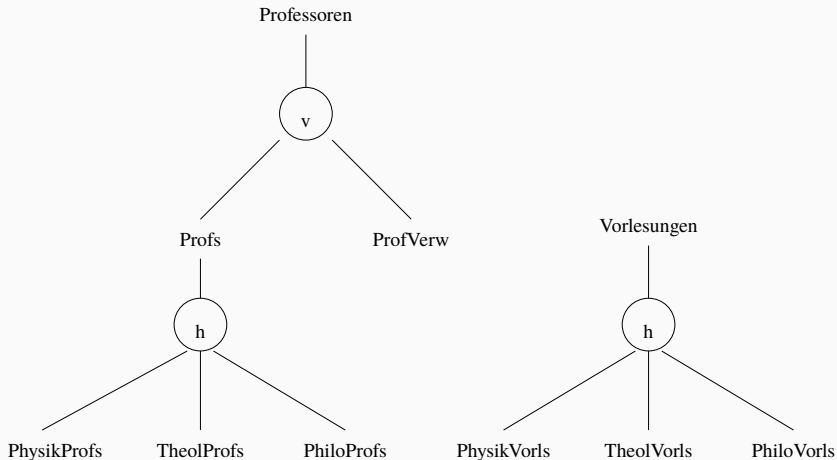 Professoren
v
Profs ProfVerw
Vorlesungen
h h
PhysikProfs TheolProfs PhiloProfs PhysikVorls TheolVorls PhiloVorls